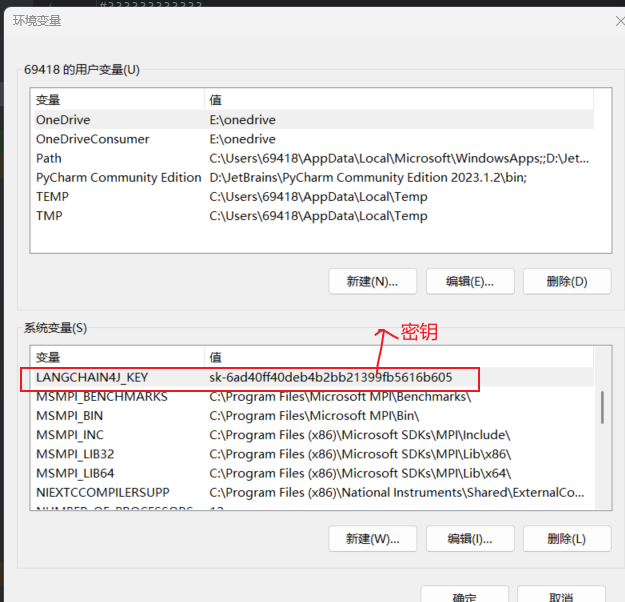 环境变量
69418 的用户变量(U)
变量 值
OneDrive E:\onedrive
OneDriveConsumer E:\onedrive
Path C:\Users\69418\AppData\Local\Microsoft\WindowsApps;;D:\Jet...
PyCharm Community Edition D:\JetBrains\PyCharm Community Edition 2023.1.2\bin;
TEMP C:\Users\69418\AppData\Local\Temp
TMP C:\Users\69418\AppData\Local\Temp
新建(N)... 编辑(E)... 删除(D)
系统变量(S)
密钥
变量 值
LANGCHAIN4J_KEY sk-6ad40ff40deb4b2bb21399fb5616b605
MSMPI_BENCHMARKS C:\Program Files\Microsoft MPI\Benchmarks\
MSMPI_BIN C:\Program Files\Microsoft MPI\Bin\
MSMPI_INC C:\Program Files (x86)\Microsoft SDKs\MPI\Include\
MSMPI_LIB32 C:\Program Files (x86)\Microsoft SDKs\MPI\Lib\x86\
MSMPI_LIB64 C:\Program Files (x86)\Microsoft SDKs\MPI\Lib\x64\
NIEXTCCOMPILERSUPP C:\Program Files (x86)\National Instruments\Shared\ExternalCo...
NUMBER_OF_PROCESSORS 12
新建(W)... 编辑(I)... 删除(L)
确定 取消